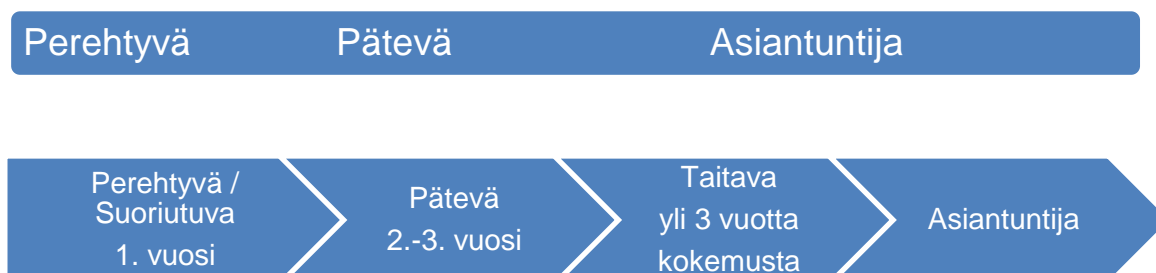 Perehtyvä Pätevä Asiantuntija
Perehtyvä /
Suoriutuva
1. vuosi
Pätevä
2.-3. vuosi
Taitava
yli 3 vuotta
kokemusta
Asiantuntija